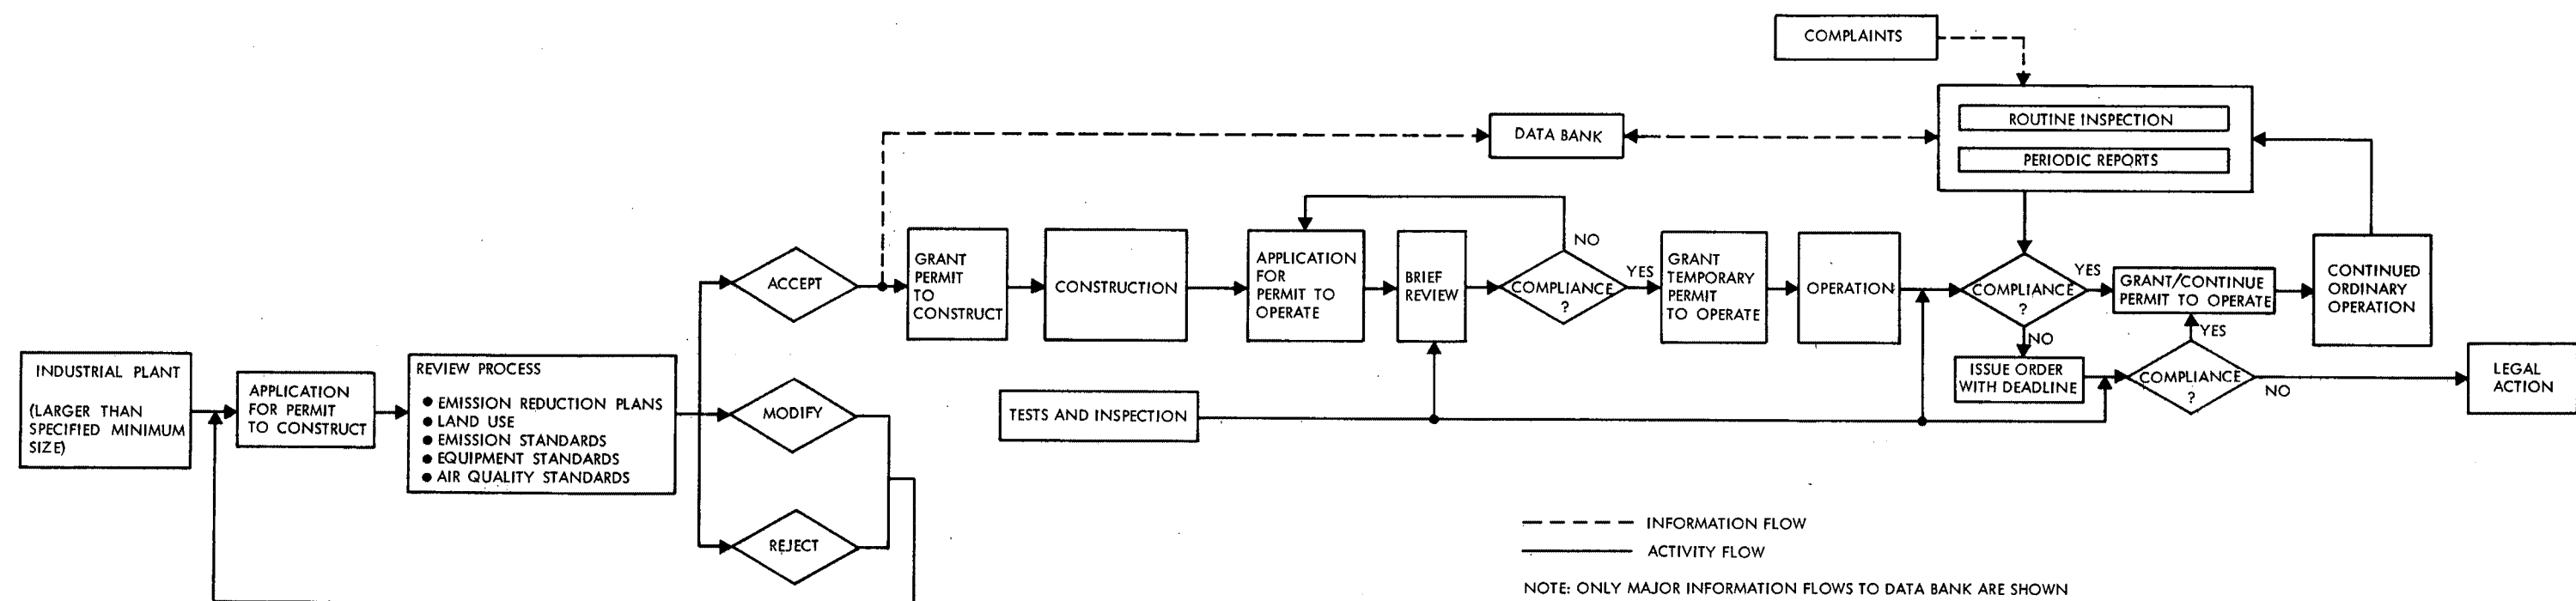 COMPLAINTS
ROUTINE INSPECTION
DATA BANK
PERIODIC REPORTS
INDUSTRIAL PLANT
(LARGER THAN
SPECIFIED MINIMUM
SIZE)
APPLICATION
FOR PERMIT
TO CONSTRUCT
REVIEW PROCESS
● EMISSION REDUCTION PLANS
● LAND USE
● EMISSION STANDARDS
● EQUIPMENT STANDARDS
● AIR QUALITY STANDARDS
ACCEPT
MODIFY
REJECT
GRANT
PERMIT
TO
CONSTRUCT
CONSTRUCTION
APPLICATION
FOR
PERMIT TO
OPERATE
BRIEF
REVIEW
COMPLIANCE
?
NO
YES
GRANT
TEMPORARY
PERMIT
TO OPERATE
OPERATION
COMPLIANCE
?
YES
NO
GRANT/CONTINUE
PERMIT TO OPERATE
CONTINUED
ORDINARY
OPERATION
ISSUE ORDER
WITH DEADLINE
COMPLIANCE
?
YES
NO
LEGAL
ACTION
TESTS AND INSPECTION
INFORMATION FLOW
ACTIVITY FLOW
NOTE: ONLY MAJOR INFORMATION FLOWS TO DATA BANK ARE SHOWN